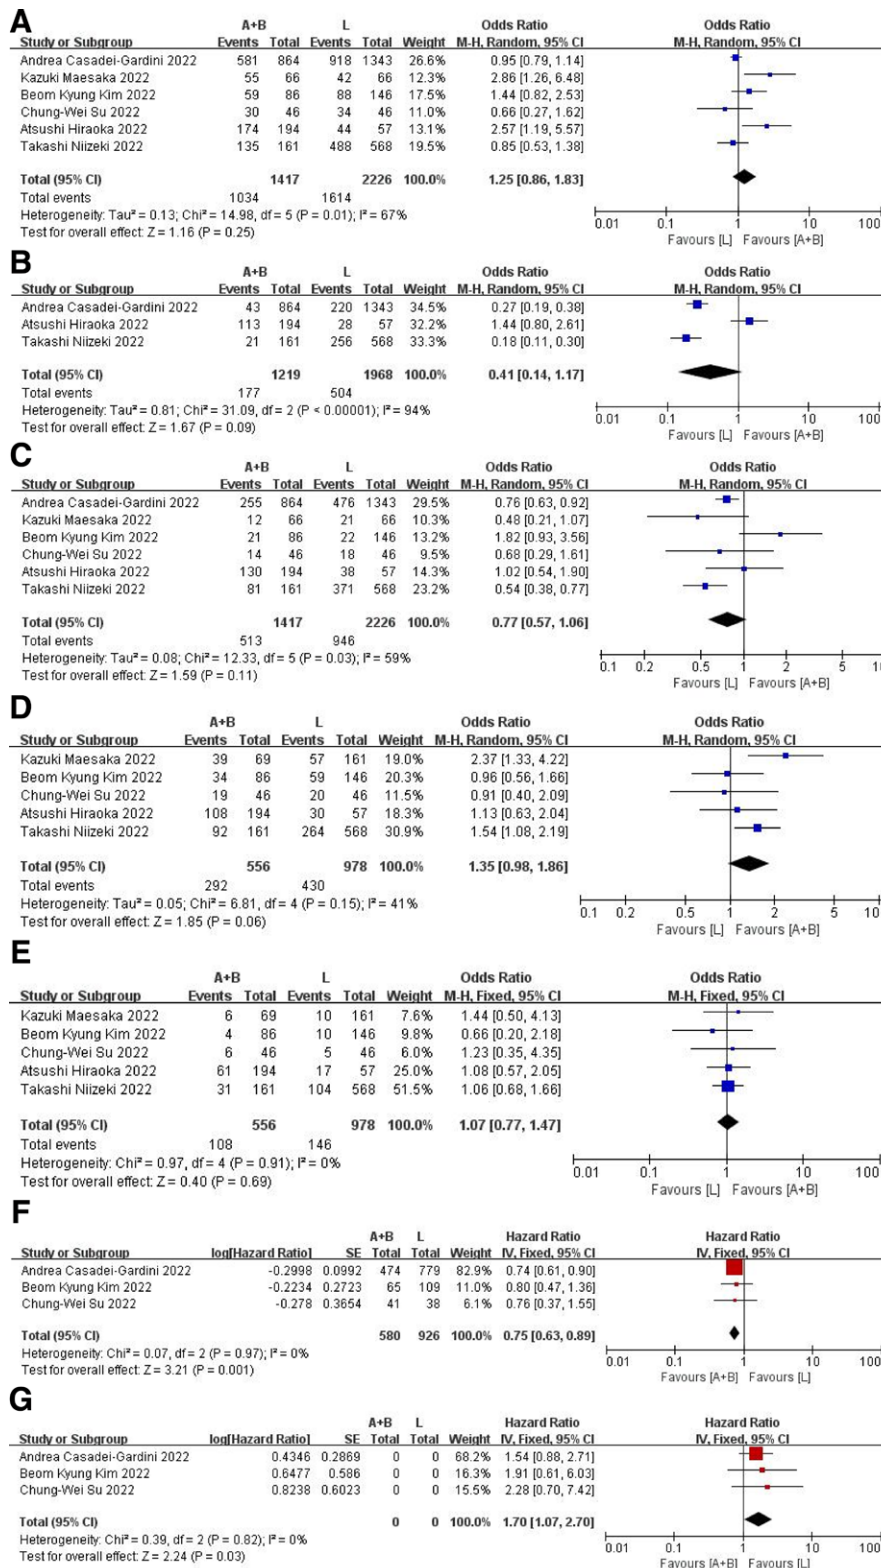 A
A+B L Odds Ratio Odds Ratio
Study or Subgroup Events Total Events Total Weight M-H, Random, 95% CI M-H, Random, 95% CI
Andrea Casadei-Gardini 2022 581 864 918 1343 26.6% 0.95 [0.79, 1.14]
Kazuki Maesaka 2022 55 66 42 66 12.3% 2.86 [1.26, 6.48]
Beom Kyung Kim 2022 59 86 88 146 17.5% 1.44 [0.82, 2.53]
Chung-Wei Su 2022 30 46 34 46 11.0% 0.66 [0.27, 1.62]
Atsushi Hiraoka 2022 174 194 44 57 13.1% 2.57 [1.19, 5.57]
Takashi Niizeki 2022 135 161 488 568 19.5% 0.85 [0.53, 1.38]
Total (95% CI) 1417 2226 100.0% 1.25 [0.86, 1.83]
Total events 1034 1614
Heterogeneity: Tau² = 0.13; Chi² = 14.98, df = 5 (P = 0.01); I² = 67%
Test for overall effect: Z = 1.16 (P = 0.25)
0.01 0.1 1 10 100
Favours [L] Favours [A+B]
B
A+B L Odds Ratio Odds Ratio
Study or Subgroup Events Total Events Total Weight M-H, Random, 95% CI M-H, Random, 95% CI
Andrea Casadei-Gardini 2022 43 864 220 1343 34.5% 0.27 [0.19, 0.38]
Atsushi Hiraoka 2022 113 194 28 57 32.2% 1.44 [0.80, 2.61]
Takashi Niizeki 2022 21 161 256 568 33.3% 0.18 [0.11, 0.30]
Total (95% CI) 1219 1968 100.0% 0.41 [0.14, 1.17]
Total events 177 504
Heterogeneity: Tau² = 0.81; Chi² = 31.09, df = 2 (P < 0.00001); I² = 94%
Test for overall effect: Z = 1.67 (P = 0.09)
0.01 0.1 1 10 100
Favours [L] Favours [A+B]
C
A+B L Odds Ratio Odds Ratio
Study or Subgroup Events Total Events Total Weight M-H, Random, 95% CI M-H, Random, 95% CI
Andrea Casadei-Gardini 2022 255 864 476 1343 29.5% 0.76 [0.63, 0.92]
Kazuki Maesaka 2022 12 66 21 66 10.3% 0.48 [0.21, 1.07]
Beom Kyung Kim 2022 21 86 22 146 13.2% 1.82 [0.93, 3.56]
Chung-Wei Su 2022 14 46 18 46 9.5% 0.68 [0.29, 1.61]
Atsushi Hiraoka 2022 130 194 38 57 14.3% 1.02 [0.54, 1.90]
Takashi Niizeki 2022 81 161 371 568 23.2% 0.54 [0.38, 0.77]
Total (95% CI) 1417 2226 100.0% 0.77 [0.57, 1.06]
Total events 513 946
Heterogeneity: Tau² = 0.08; Chi² = 12.33, df = 5 (P = 0.03); I² = 59%
Test for overall effect: Z = 1.59 (P = 0.11)
0.1 0.2 0.5 1 2 5 10
Favours [L] Favours [A+B]
D
A+B L Odds Ratio Odds Ratio
Study or Subgroup Events Total Events Total Weight M-H, Random, 95% CI M-H, Random, 95% CI
Kazuki Maesaka 2022 39 69 57 161 19.0% 2.37 [1.33, 4.22]
Beom Kyung Kim 2022 34 86 59 146 20.3% 0.96 [0.56, 1.66]
Chung-Wei Su 2022 19 46 20 46 11.5% 0.91 [0.40, 2.09]
Atsushi Hiraoka 2022 108 194 30 57 18.3% 1.13 [0.63, 2.04]
Takashi Niizeki 2022 92 161 264 568 30.9% 1.54 [1.08, 2.19]
Total (95% CI) 556 978 100.0% 1.35 [0.98, 1.86]
Total events 292 430
Heterogeneity: Tau² = 0.05; Chi² = 6.81, df = 4 (P = 0.15); I² = 41%
Test for overall effect: Z = 1.85 (P = 0.06)
0.1 0.2 0.5 1 2 5 10
Favours [L] Favours [A+B]
E
A+B L Odds Ratio Odds Ratio
Study or Subgroup Events Total Events Total Weight M-H, Fixed, 95% CI M-H, Fixed, 95% CI
Kazuki Maesaka 2022 6 69 10 161 7.6% 1.44 [0.50, 4.13]
Beom Kyung Kim 2022 4 86 10 146 9.8% 0.66 [0.20, 2.18]
Chung-Wei Su 2022 6 46 5 46 6.0% 1.23 [0.35, 4.35]
Atsushi Hiraoka 2022 61 194 17 57 25.0% 1.08 [0.57, 2.05]
Takashi Niizeki 2022 31 161 104 568 51.5% 1.06 [0.68, 1.66]
Total (95% CI) 556 978 100.0% 1.07 [0.77, 1.47]
Total events 108 146
Heterogeneity: Chi² = 0.97, df = 4 (P = 0.91); I² = 0%
Test for overall effect: Z = 0.40 (P = 0.69)
0.01 0.1 1 10 100
Favours [L] Favours [A+B]
F
A+B L Hazard Ratio Hazard Ratio
Study or Subgroup log[Hazard Ratio] SE Total Total Weight IV, Fixed, 95% CI IV, Fixed, 95% CI
Andrea Casadei-Gardini 2022 -0.2998 0.0992 474 779 82.9% 0.74 [0.61, 0.90]
Beom Kyung Kim 2022 -0.2234 0.2723 65 109 11.0% 0.80 [0.47, 1.36]
Chung-Wei Su 2022 -0.278 0.3654 41 38 6.1% 0.76 [0.37, 1.55]
Total (95% CI) 580 926 100.0% 0.75 [0.63, 0.89]
Heterogeneity: Chi² = 0.07, df = 2 (P = 0.97); I² = 0%
Test for overall effect: Z = 3.21 (P = 0.001)
0.01 0.1 1 10 100
Favours [A+B] Favours [L]
G
A+B L Hazard Ratio Hazard Ratio
Study or Subgroup log[Hazard Ratio] SE Total Total Weight IV, Fixed, 95% CI IV, Fixed, 95% CI
Andrea Casadei-Gardini 2022 0.4346 0.2869 0 0 68.2% 1.54 [0.88, 2.71]
Beom Kyung Kim 2022 0.6477 0.586 0 0 16.3% 1.91 [0.61, 6.03]
Chung-Wei Su 2022 0.8238 0.6023 0 0 15.5% 2.28 [0.70, 7.42]
Total (95% CI) 0 0 100.0% 1.70 [1.07, 2.70]
Heterogeneity: Chi² = 0.39, df = 2 (P = 0.82); I² = 0%
Test for overall effect: Z = 2.24 (P = 0.03)
0.01 0.1 1 10 100
Favours [A+B] Favours [L]